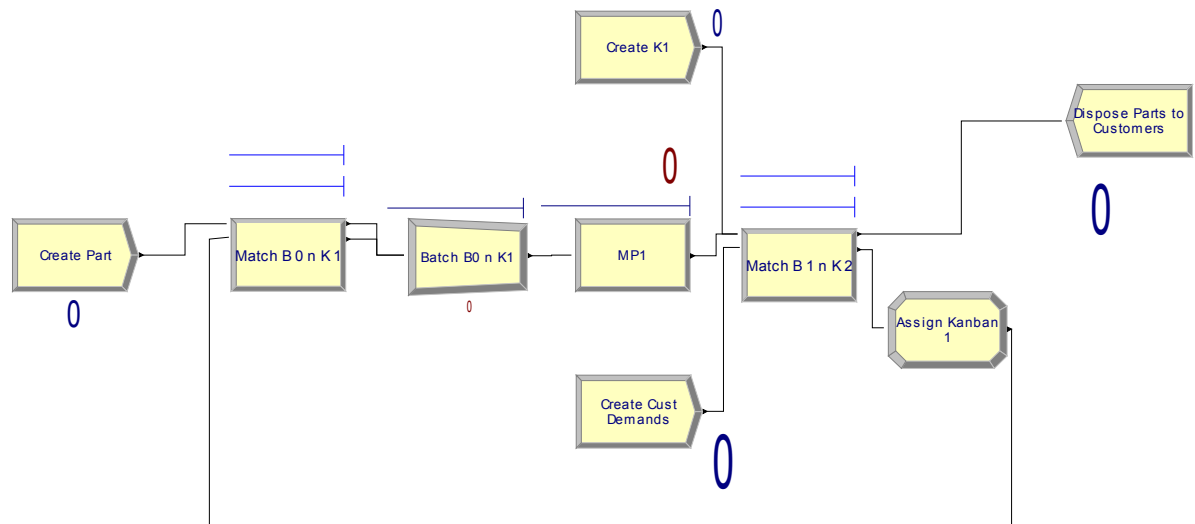 Create K1
0
Dispose Parts to
Customers
0
0
Create Part
0
Match B 0 n K 1
Batch B0 n K1
0
MP1
Match B 1 n K 2
Assign Kanban
1
Create Cust
Demands
0